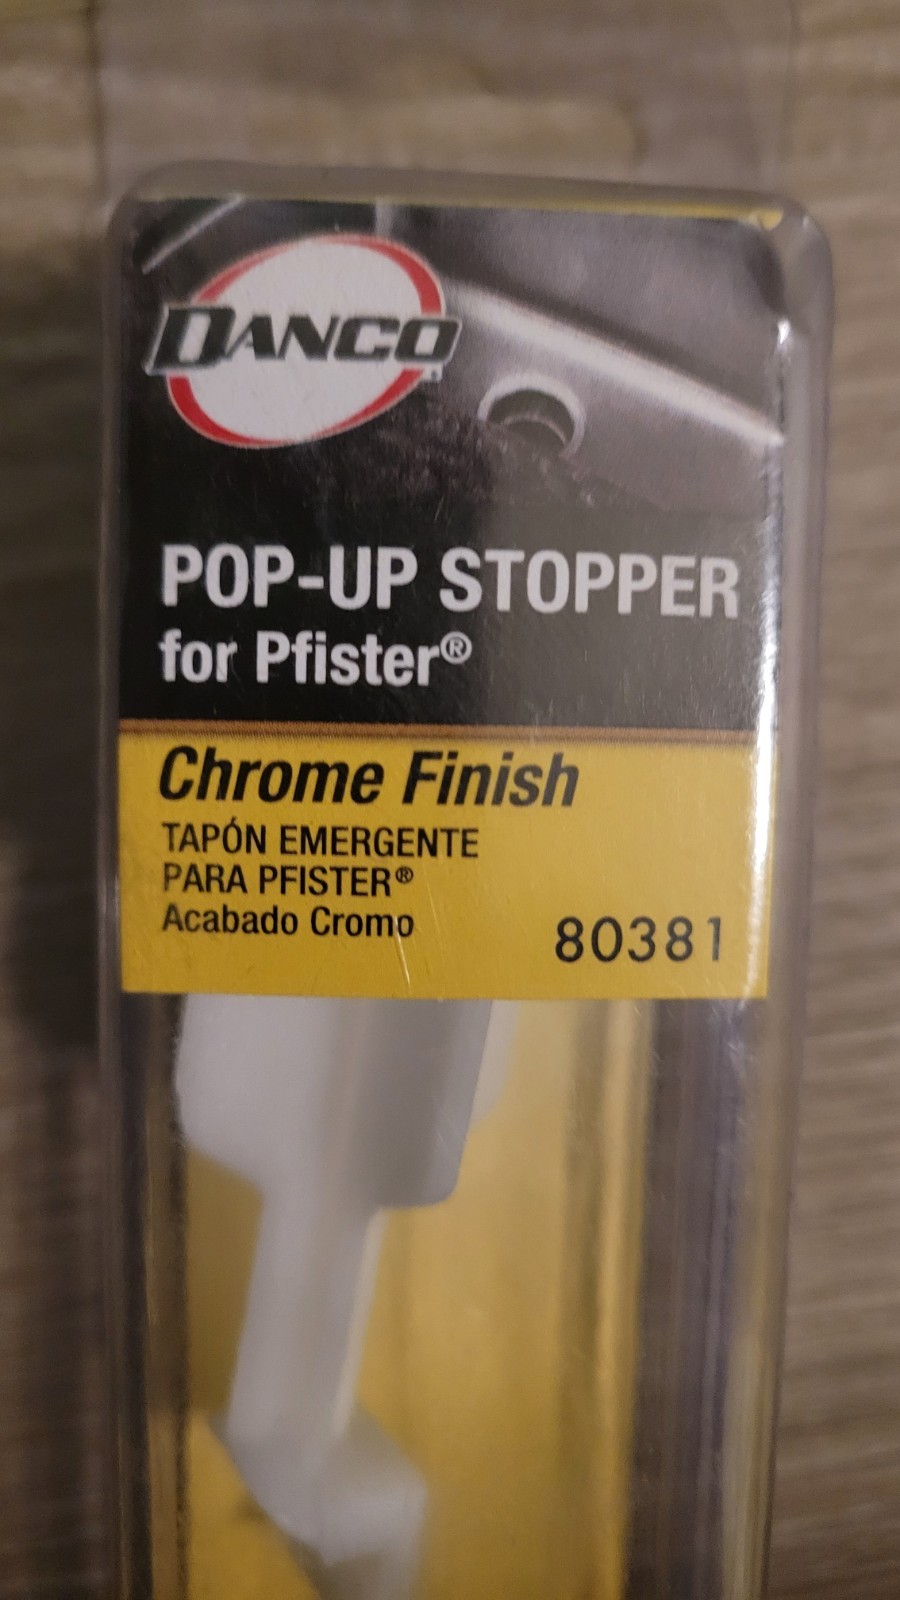 DANCO
POP-UP STOPPER
for Pfister®
Chrome Finish
TAPÓN EMERGENTE
PARA PFISTER®
Acabado Cromo
80381